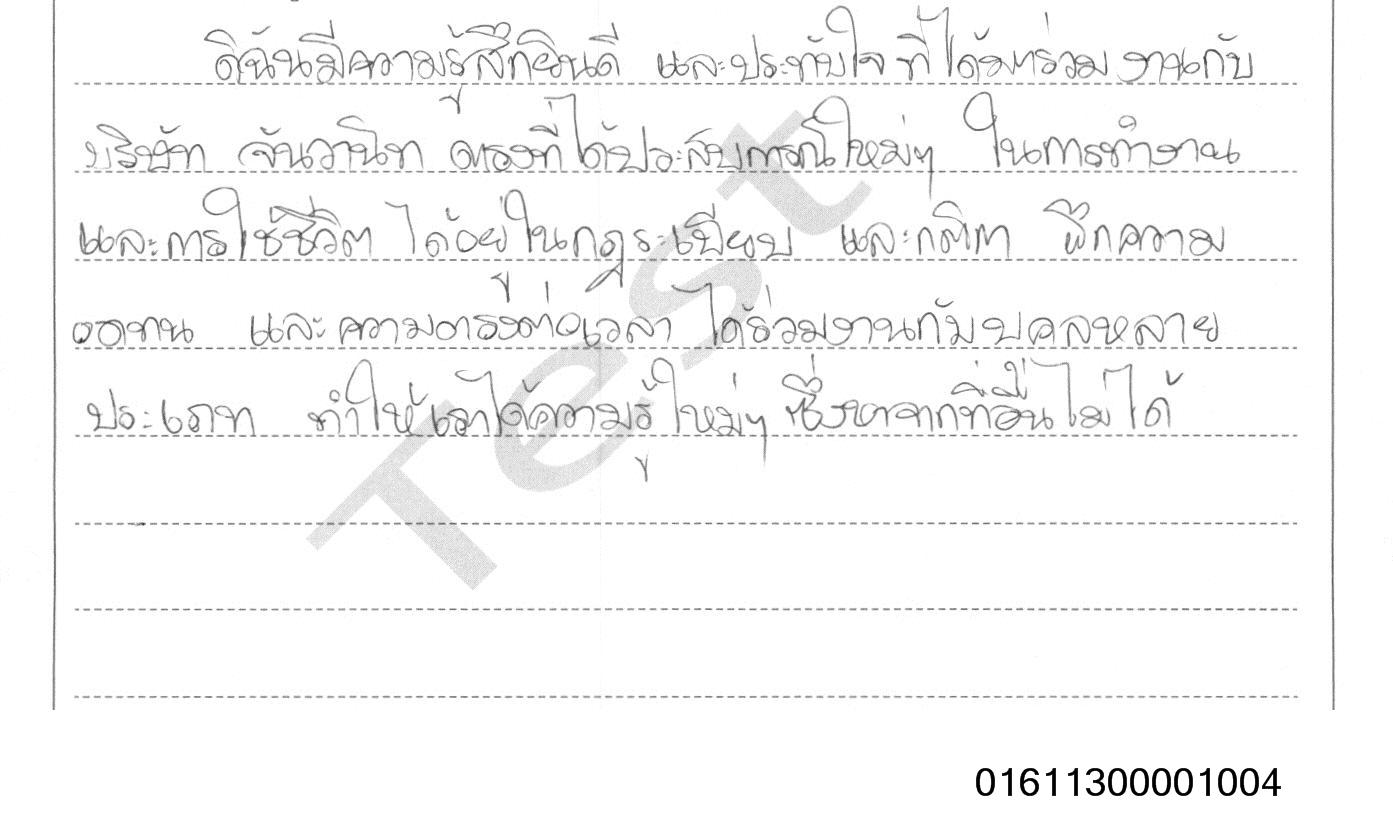 ดิฉันมีความรู้สึกยินดี และประทับใจ ที่ได้มาร่วม งานกับ
บริษัท จันวานิท ตรงที่ได้ประสบการณ์ใหม่ๆ ในการทำงาน
และการใช้ชีวิต ได้อยู่ในกฎระเบียบ และกติกา ฝึกความ
อดทน และความตรงต่อเวลา ได้ร่วมงานกับบุคคลหลาย
ประเภท ทำให้เราได้ความรู้ใหม่ๆ ซึ่งหาจากที่อื่นไม่ได้
Test
01611300001004